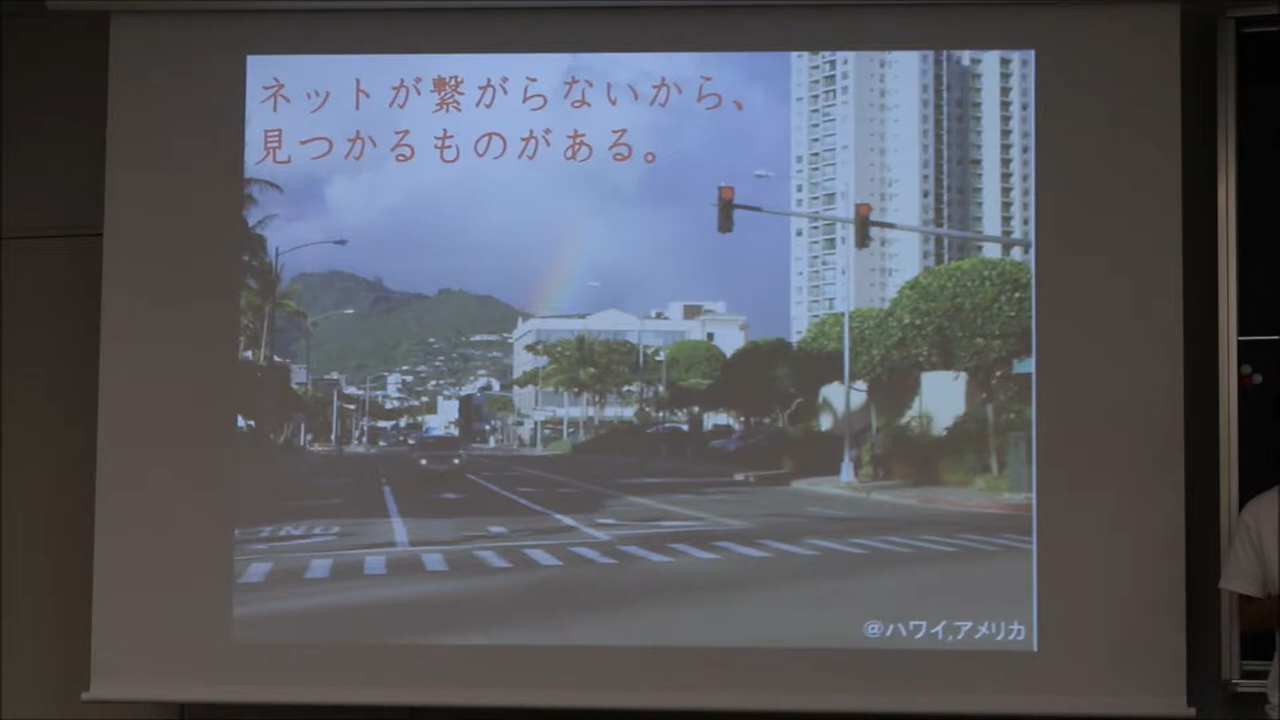 ネットが繋がらないから、
見つかるものがある。
@ハワイ,アメリカ